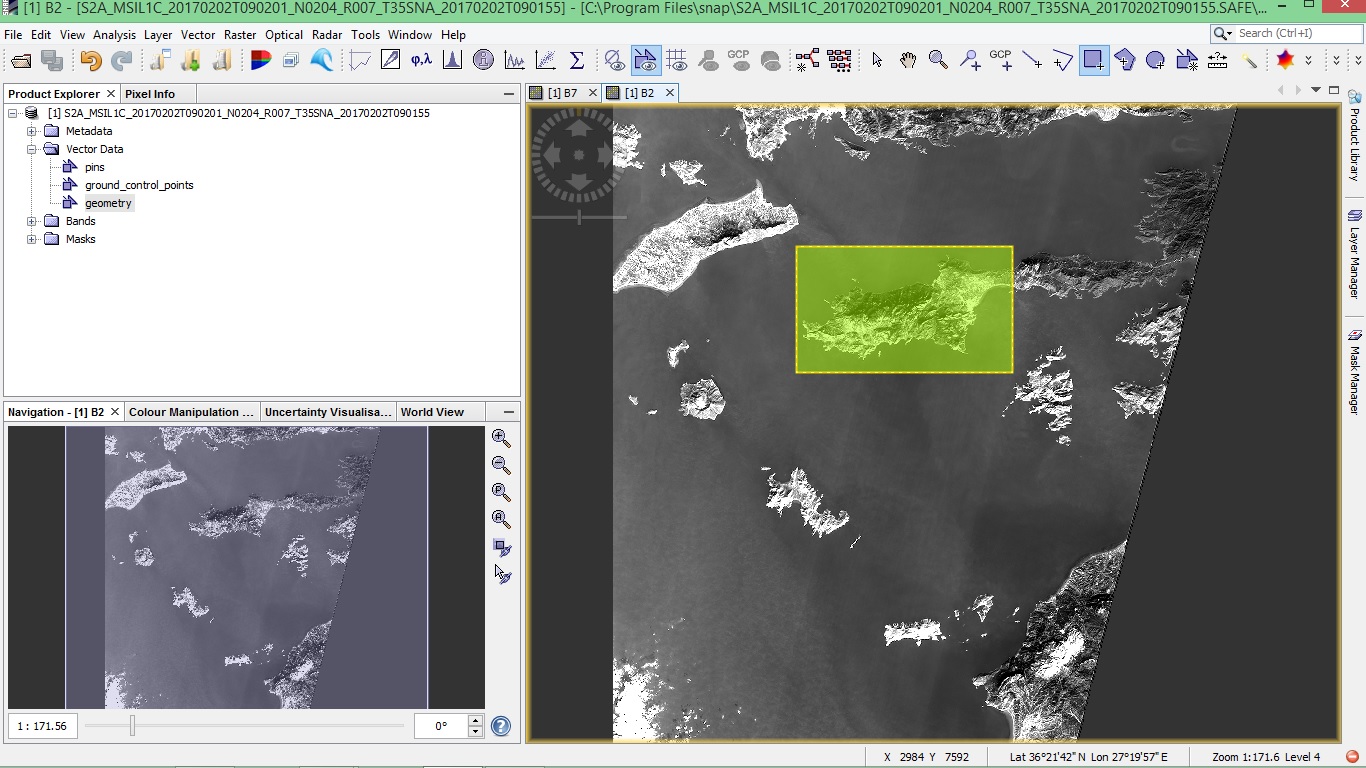 [1] B2 - [S2A_MSIL1C_20170202T090201_N0204_R007_T35SNA_20170202T090155] - [C:\Program Files\snap\S2A_MSIL1C_20170202T090201_N0204_R007_T35SNA_20170202T090155.SAFE\...
File Edit View Analysis Layer Vector Raster Optical Radar Tools Window Help
Search (Ctrl+I)
φ,λ
Σ
GCP
GCP
Product Explorer
Pixel Info
[1] B7
[1] B2
[1] S2A_MSIL1C_20170202T090201_N0204_R007_T35SNA_20170202T090155
Metadata
Vector Data
pins
ground_control_points
geometry
Bands
Masks
Product Library
Layer Manager
Mask Manager
Navigation - [1] B2
Colour Manipulation ...
Uncertainty Visualisa...
World View
1 : 171.56
0°
X 2984 Y 7592
Lat 36°21'42" N Lon 27°19'57" E
Zoom 1:171.6 Level 4